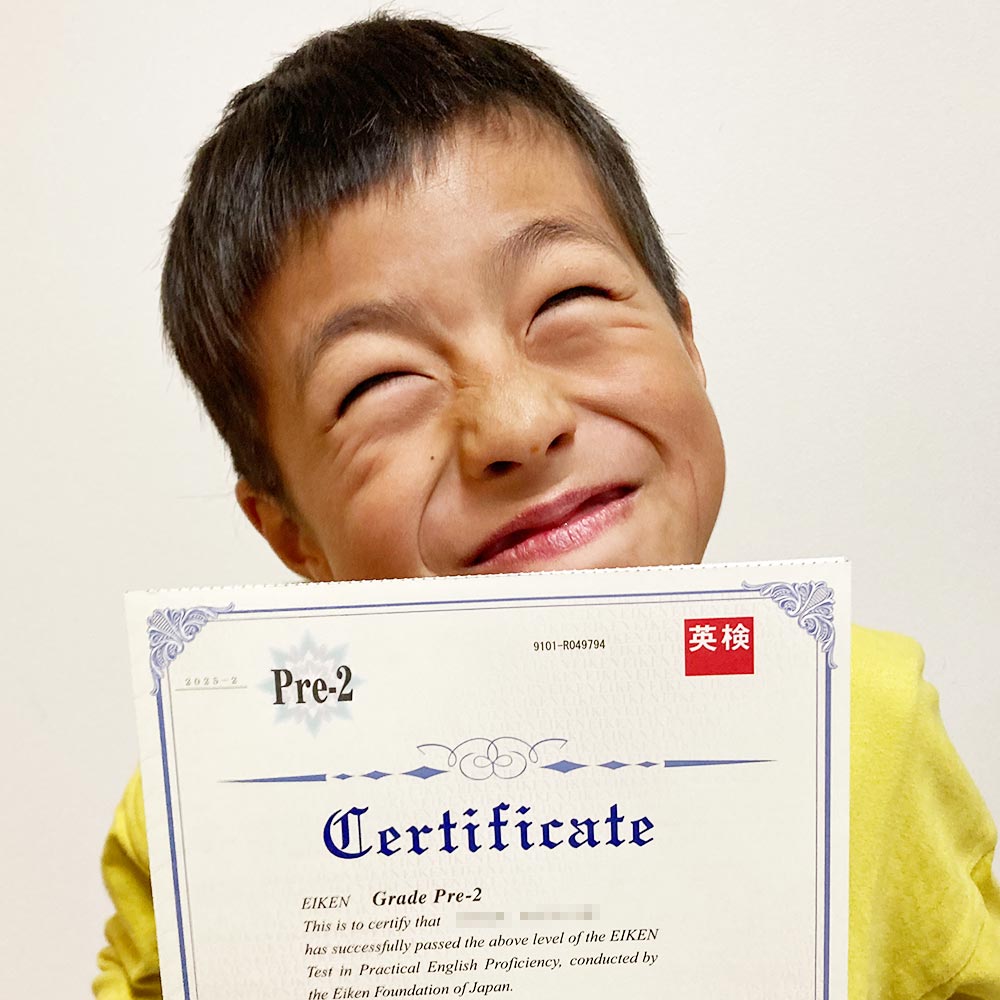 9101-R049794
英検
2025-2
Pre-2
Certificate
EIKEN Grade Pre-2
This is to certify that
has successfully passed the above level of the EIKEN
Test in Practical English Proficiency, conducted by
the Eiken Foundation of Japan.